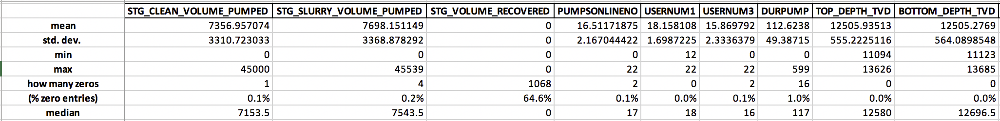 STG_CLEAN_VOLUME_PUMPED STG_SLURRY_VOLUME_PUMPED STG_VOLUME_RECOVERED PUMPSONLINENO USERNUM1 USERNUM3 DURPUMP TOP_DEPTH_TVD BOTTOM_DEPTH_TVD
mean 7356.957074 7698.151149 0 16.51171875 18.158108 15.869792 112.6238 12505.93513 12505.2769
std. dev. 3310.723033 3368.878292 0 2.167044422 1.6987225 2.3336379 49.38715 555.2225116 564.0898548
min 0 0 0 0 12 0 0 11094 11123
max 45000 45539 0 22 22 22 599 13626 13685
how many zeros 1 4 1068 2 0 2 16 0 0
(% zero entries) 0.1% 0.2% 64.6% 0.1% 0.0% 0.1% 1.0% 0.0% 0.0%
median 7153.5 7543.5 0 17 18 16 117 12580 12696.5